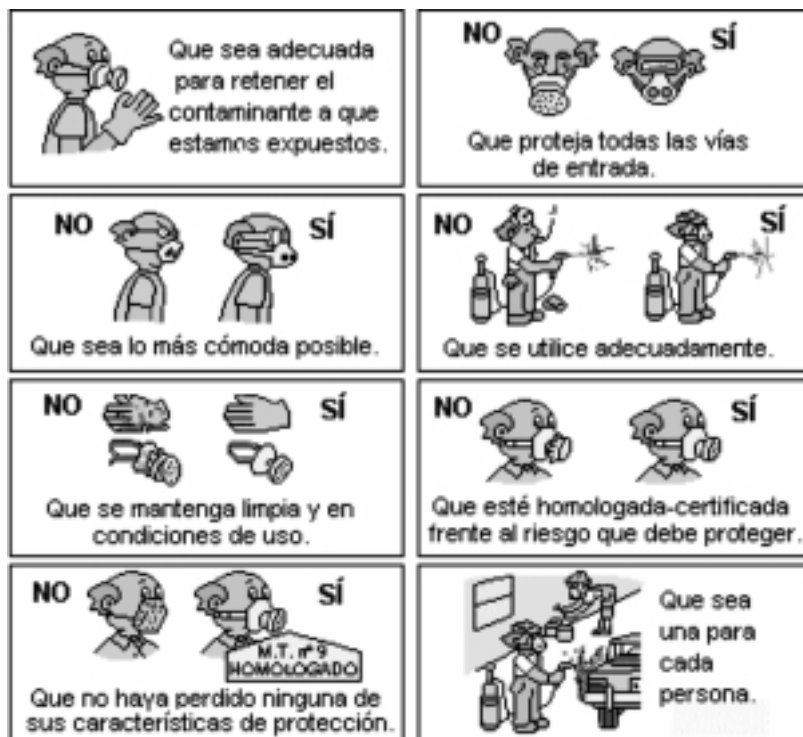 Que sea adecuada
para retener el
contaminante a que
estamos expuestos.
NO SÍ
Que proteja todas las vías
de entrada.
NO SÍ
Que sea lo más cómoda posible.
NO SÍ
Que se utilice adecuadamente.
NO SÍ
Que se mantenga limpia y en
condiciones de uso.
NO SÍ
Que esté homologada-certificada
frente al riesgo que debe proteger.
NO SÍ
M.T. nº 9
HOMOLOGADO
Que no haya perdido ninguna de
sus características de protección.
Que sea
una para
cada
persona.